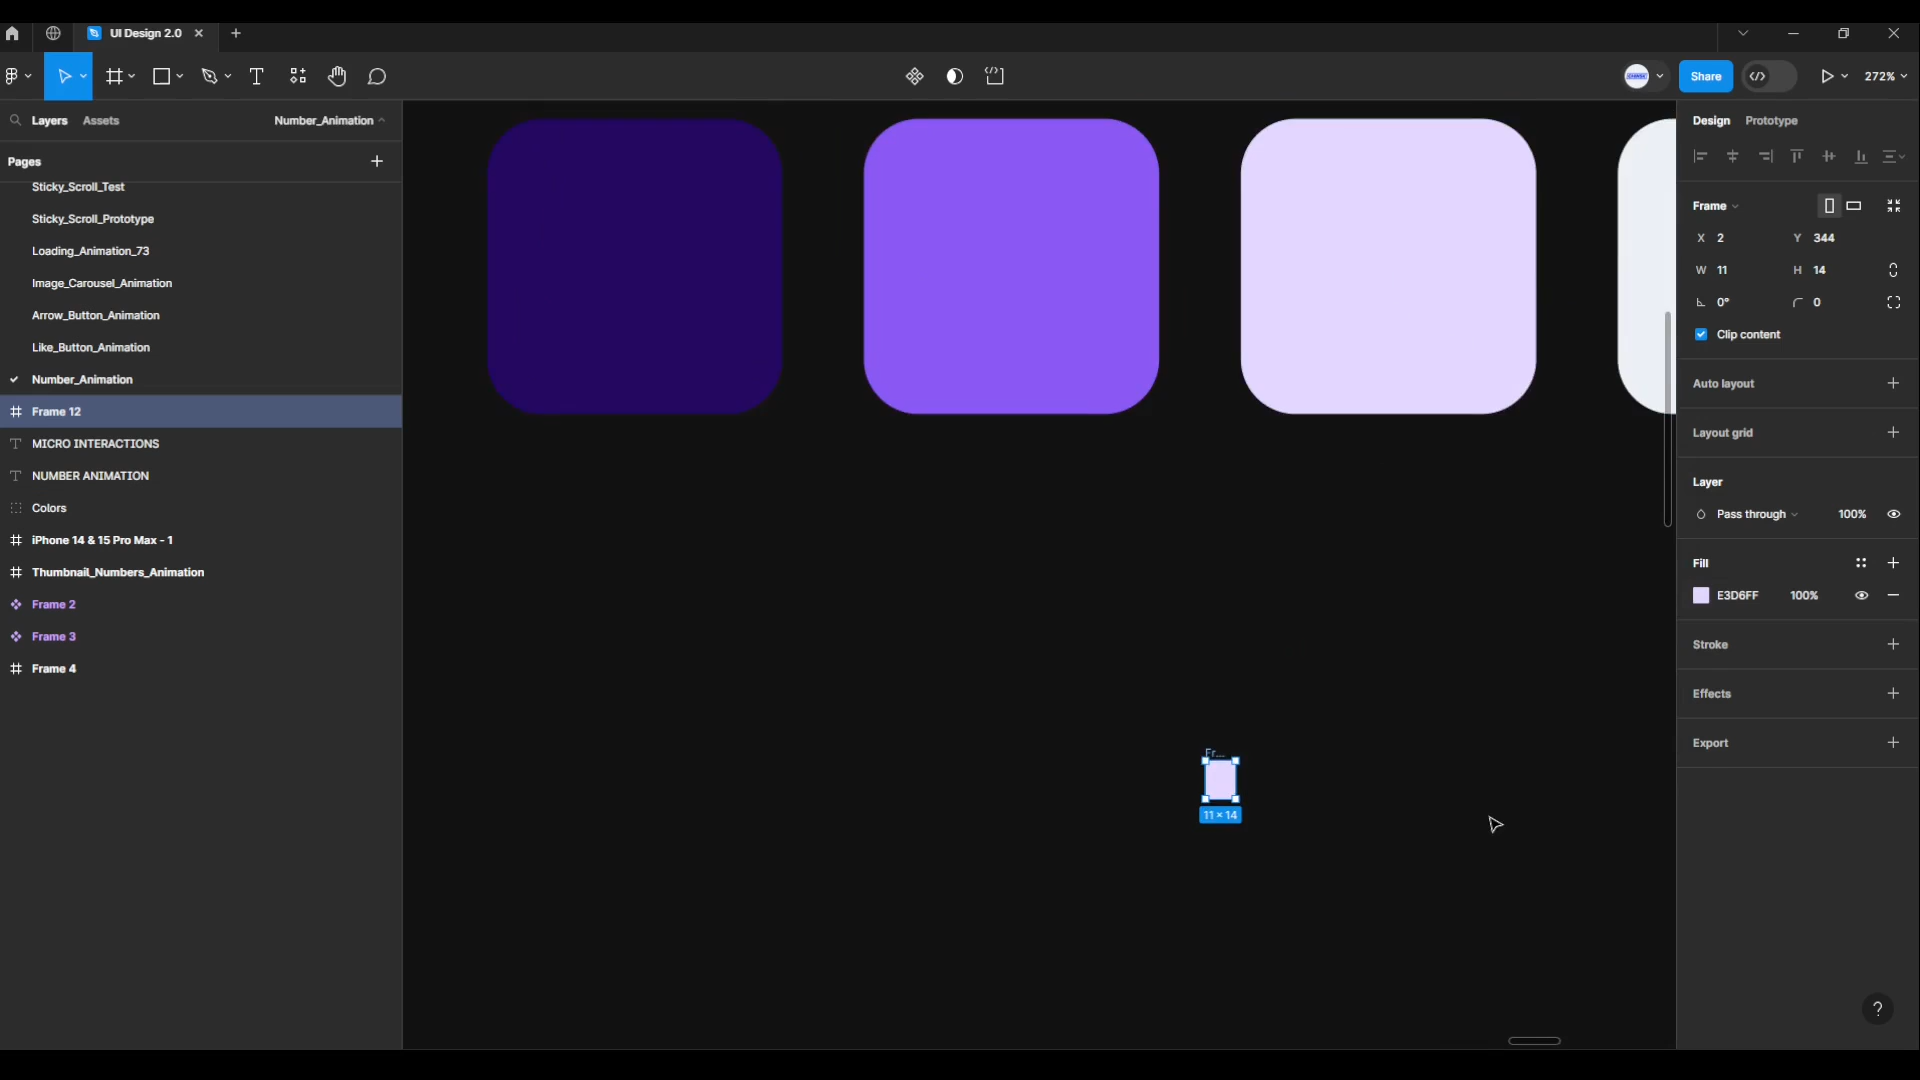 UI Design 2.0
Share
272%
Layers
Assets
Number_Animation
Pages
Sticky_Scroll_Test
Sticky_Scroll_Prototype
Loading_Animation_73
Image_Carousel_Animation
Arrow_Button_Animation
Like_Button_Animation
Number_Animation
Frame 12
MICRO INTERACTIONS
NUMBER ANIMATION
Colors
iPhone 14 & 15 Pro Max - 1
Thumbnail_Numbers_Animation
Frame 2
Frame 3
Frame 4
Fr...
11 × 14
Design
Prototype
Frame
X 2 Y 344
W 11 H 14
0° 0
Clip content
Auto layout
Layout grid
Layer
Pass through 100%
Fill
E3D6FF 100%
Stroke
Effects
Export
?